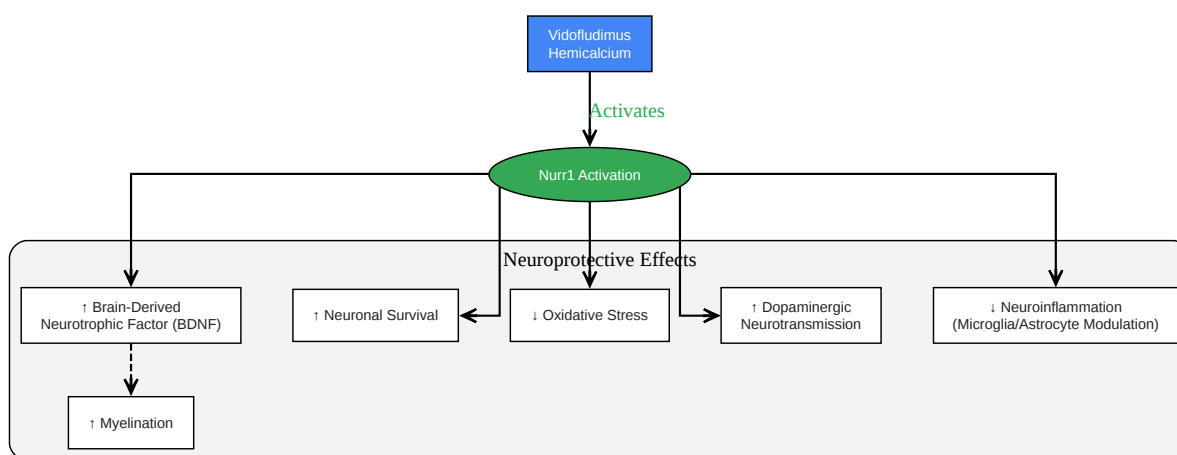 Vidofludimus
Hemicalcium
Activates
Nurr1 Activation
Neuroprotective Effects
↑ Brain-Derived
Neurotrophic Factor (BDNF)
↑ Neuronal Survival
↓ Oxidative Stress
↑ Dopaminergic
Neurotransmission
↓ Neuroinflammation
(Microglia/Astrocyte Modulation)
↑ Myelination